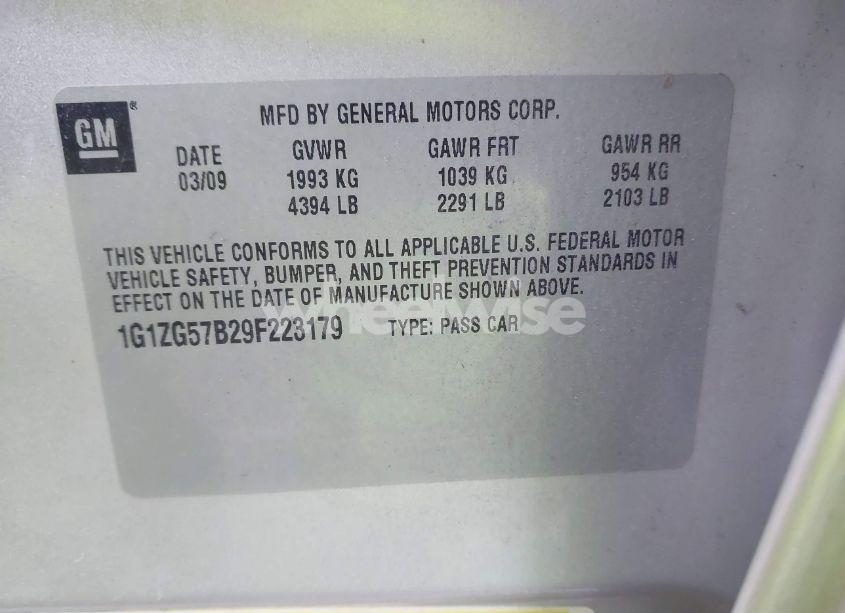 GM®
MFD BY GENERAL MOTORS CORP.
DATE GVWR GAWR FRT GAWR RR
03/09 1993 KG 1039 KG 954 KG
4394 LB 2291 LB 2103 LB
THIS VEHICLE CONFORMS TO ALL APPLICABLE U.S. FEDERAL MOTOR
VEHICLE SAFETY, BUMPER, AND THEFT PREVENTION STANDARDS IN
EFFECT ON THE DATE OF MANUFACTURE SHOWN ABOVE.
1G1ZG57B29F223179 TYPE: PASS CAR
wheelwise